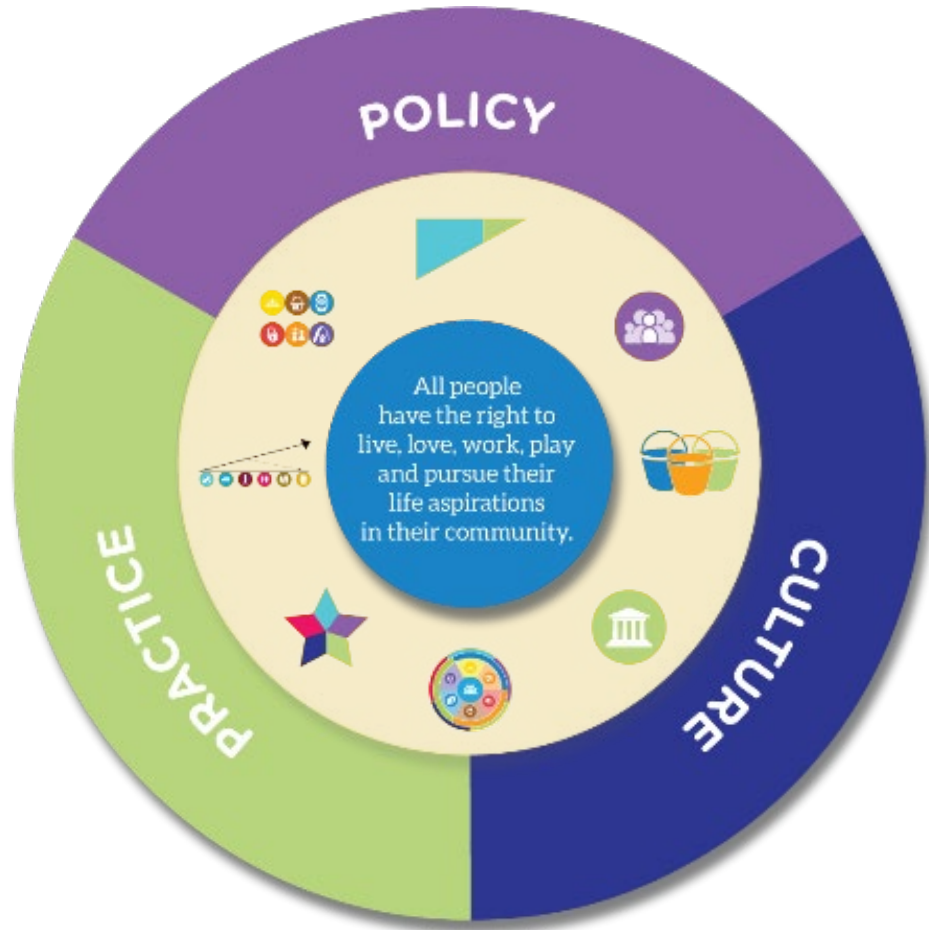 POLICY
All people
have the right to
live, love, work, play
and pursue their
life aspirations
in their community.
PRACTICE
CULTURE